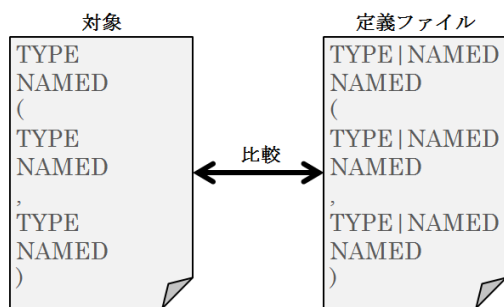 対象
TYPE
NAMED
(
TYPE
NAMED
,
TYPE
NAMED
)
比較
定義ファイル
TYPE|NAMED
NAMED
(
TYPE|NAMED
NAMED
,
TYPE|NAMED
NAMED
)